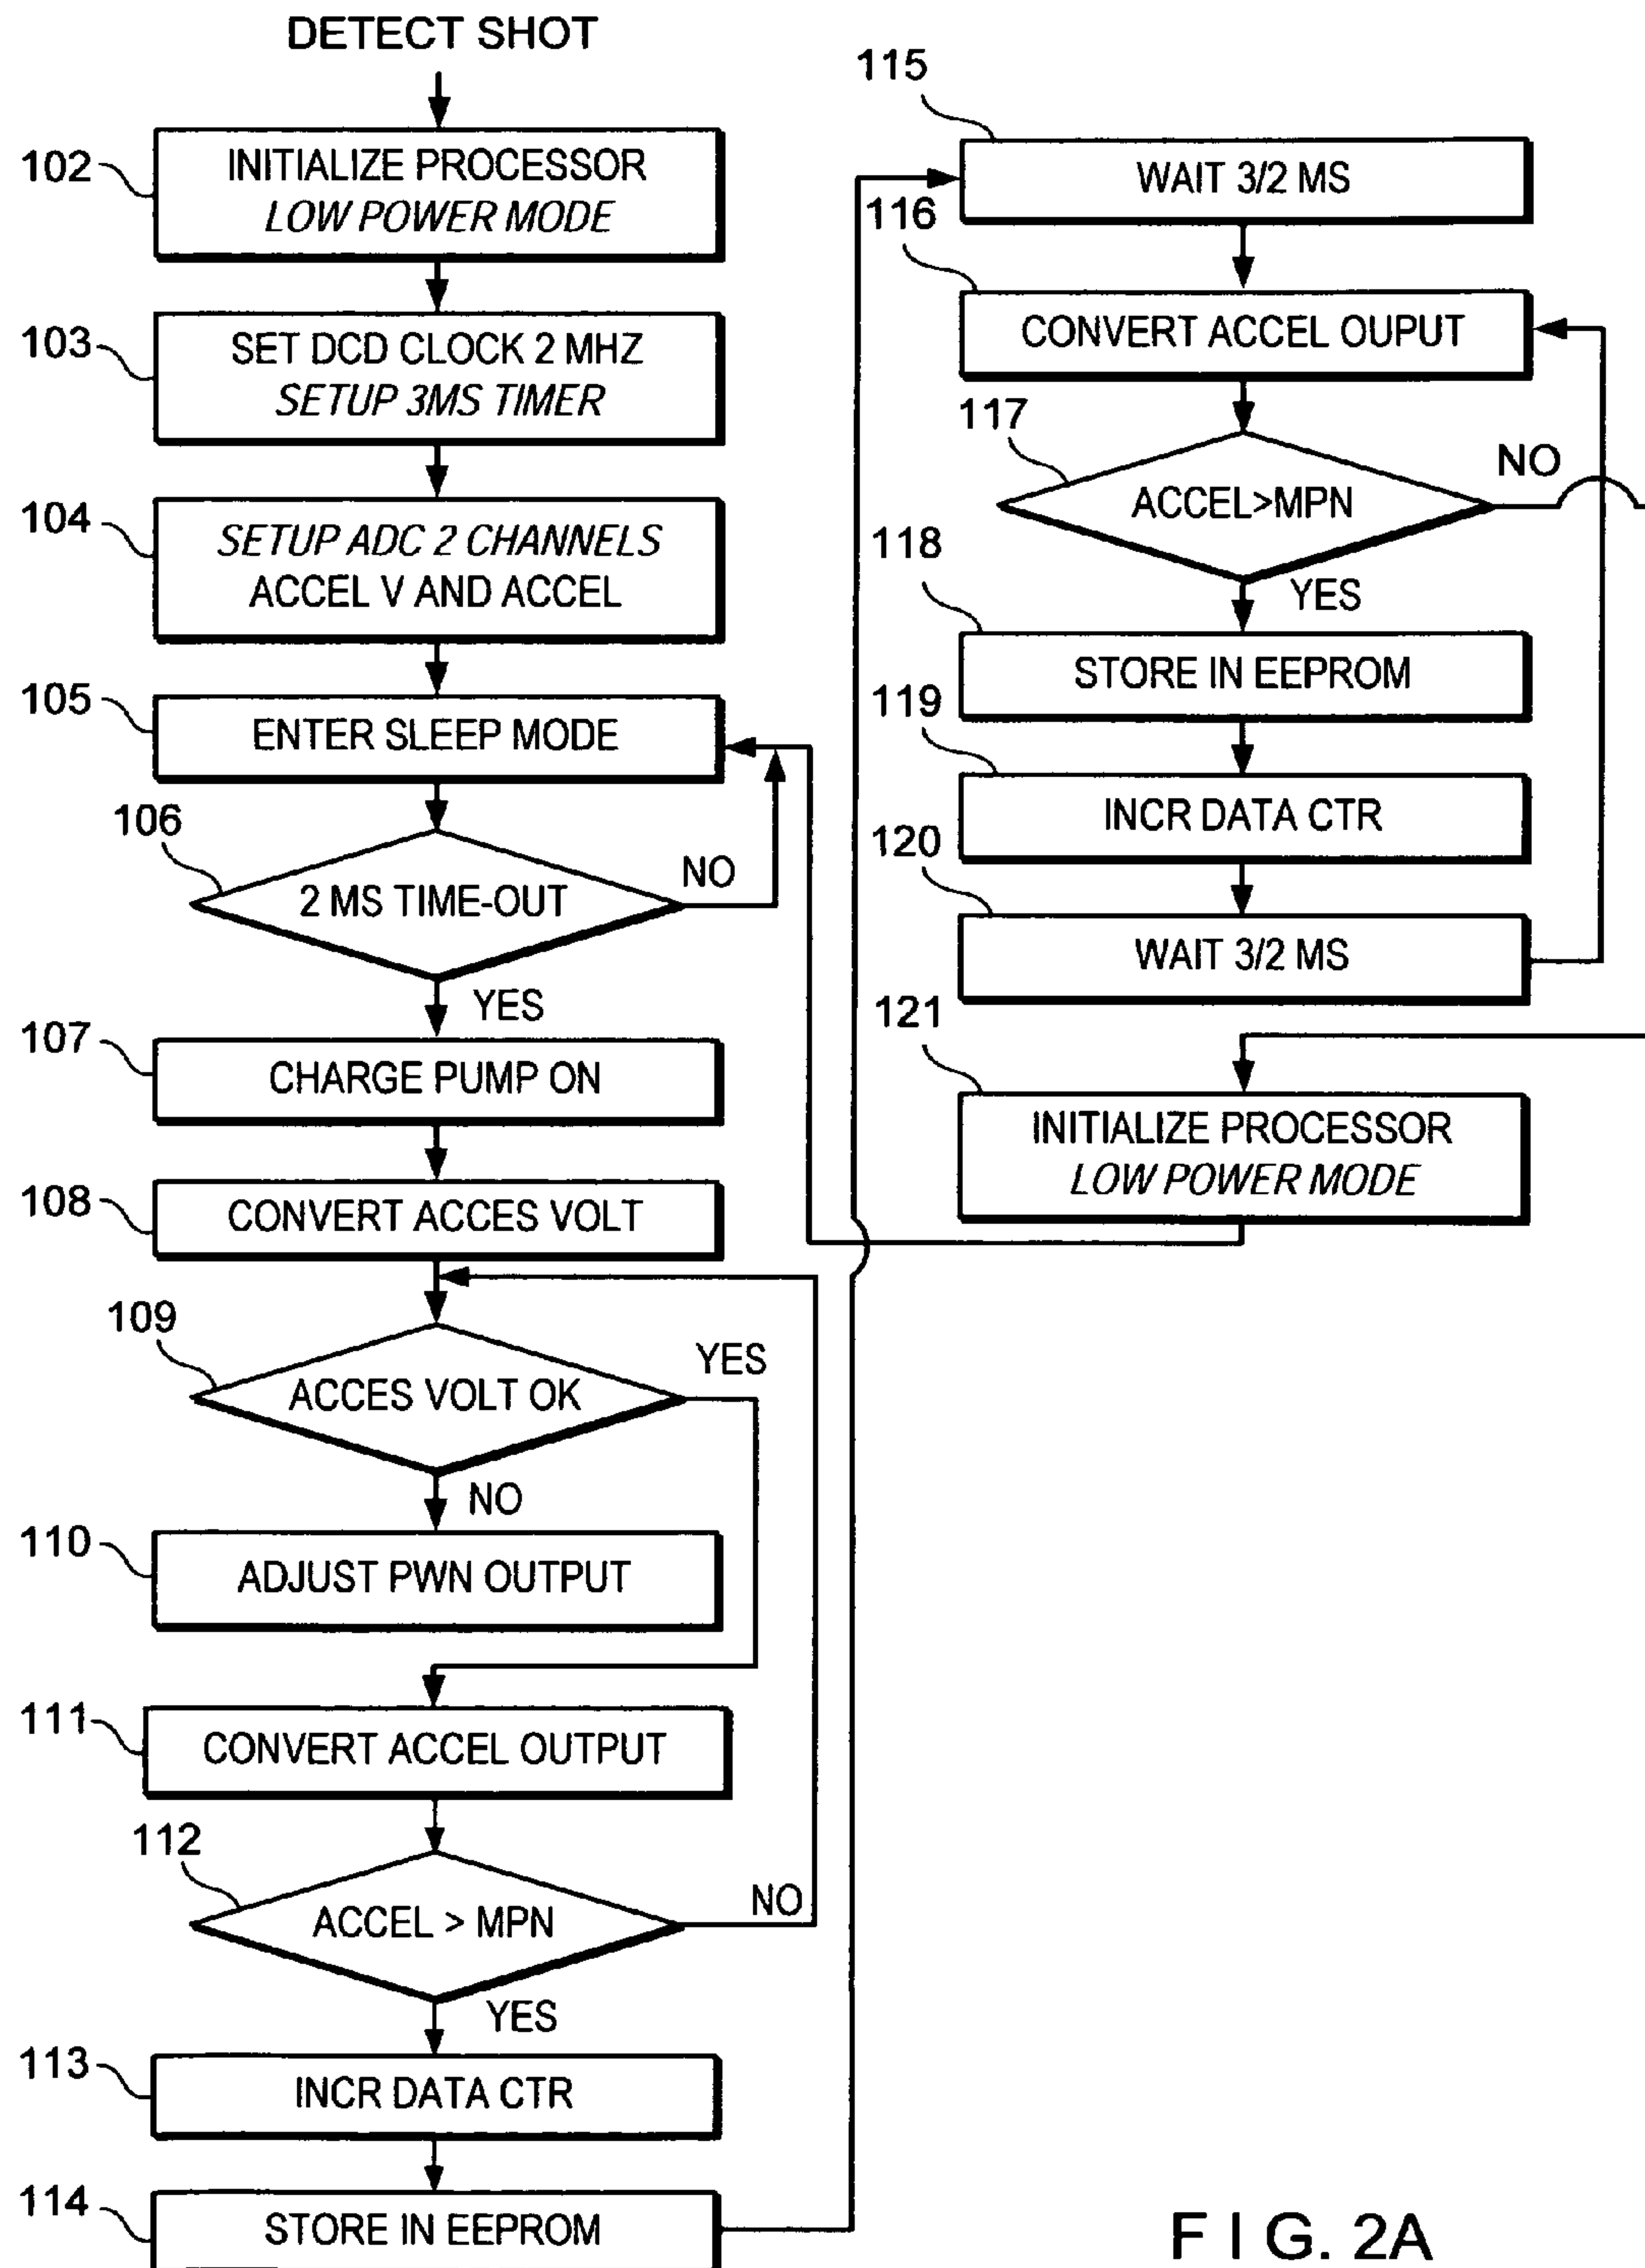 DETECT SHOT
102
INITIALIZE PROCESSOR
LOW POWER MODE
103
SET DCD CLOCK 2 MHZ
SETUP 3MS TIMER
104
SETUP ADC 2 CHANNELS
ACCEL V AND ACCEL
105
ENTER SLEEP MODE
106
2 MS TIME-OUT
NO
YES
107
CHARGE PUMP ON
108
CONVERT ACCES VOLT
109
ACCES VOLT OK
YES
NO
110
ADJUST PWN OUTPUT
111
CONVERT ACCEL OUTPUT
112
ACCEL > MPN
NO
YES
113
INCR DATA CTR
114
STORE IN EEPROM
115
WAIT 3/2 MS
116
CONVERT ACCEL OUPUT
117
ACCEL>MPN
NO
YES
118
STORE IN EEPROM
119
INCR DATA CTR
120
WAIT 3/2 MS
121
INITIALIZE PROCESSOR
LOW POWER MODE
FIG. 2A